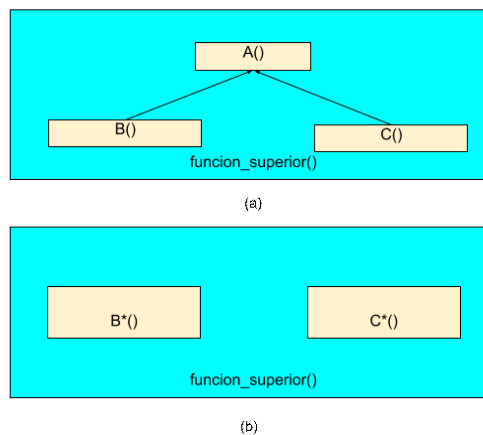 A()
B()
C()
funcion_superior()
(a)
B*()
C*()
funcion_superior()
(b)